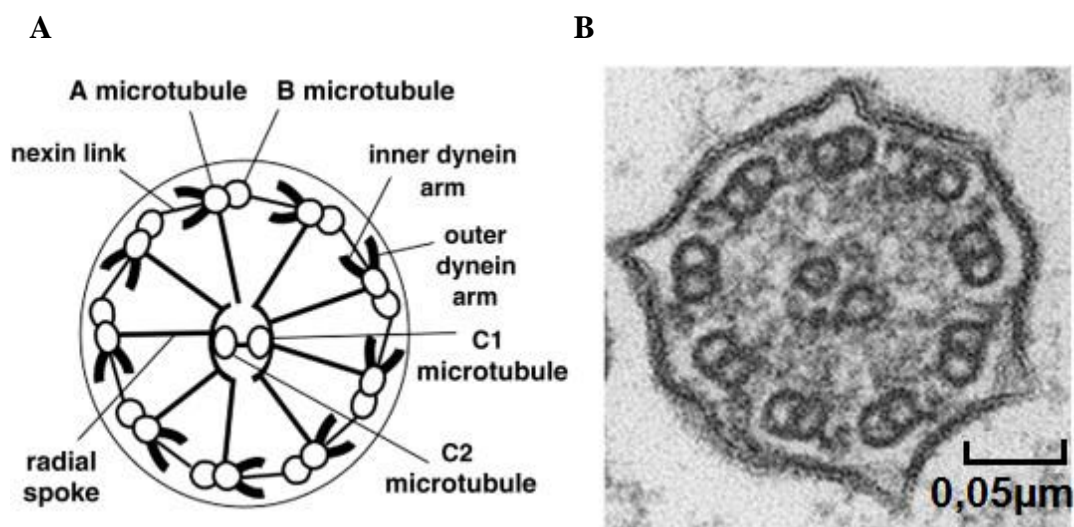 A
B
A microtubule
B microtubule
nexin link
inner dynein
arm
outer
dynein
arm
C1
microtubule
C2
microtubule
radial
spoke
0,05µm